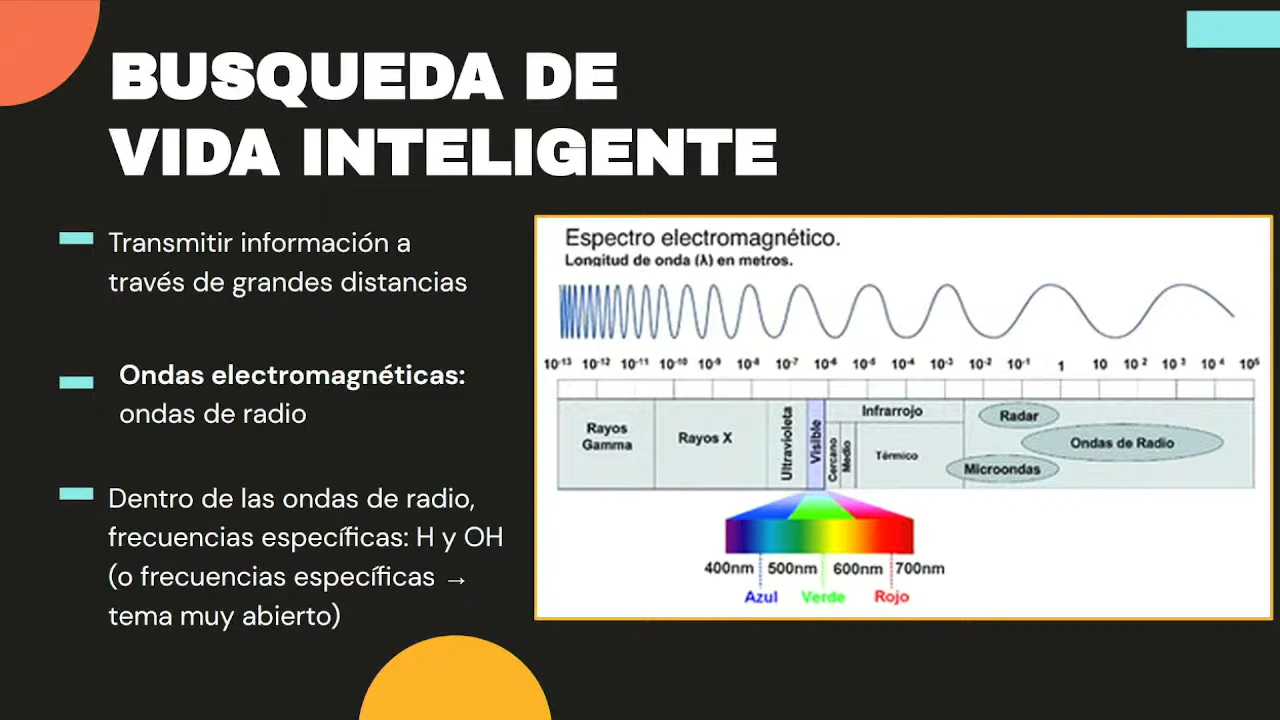 BUSQUEDA DE
VIDA INTELIGENTE
Transmitir información a
través de grandes distancias
Ondas electromagnéticas:
ondas de radio
Dentro de las ondas de radio,
frecuencias específicas: H y OH
(o frecuencias específicas →
tema muy abierto)
Espectro electromagnético.
Longitud de onda (λ) en metros.
10⁻¹³ 10⁻¹² 10⁻¹¹ 10⁻¹⁰ 10⁻⁹ 10⁻⁸ 10⁻⁷ 10⁻⁶ 10⁻⁵ 10⁻⁴ 10⁻³ 10⁻² 10⁻¹ 1 10 10² 10³ 10⁴ 10⁵
Rayos
Gamma
Rayos X
Ultravioleta
Visible
Infrarrojo
Cercano
Medio
Térmico
Radar
Ondas de Radio
Microondas
400nm 500nm 600nm 700nm
Azul Verde Rojo